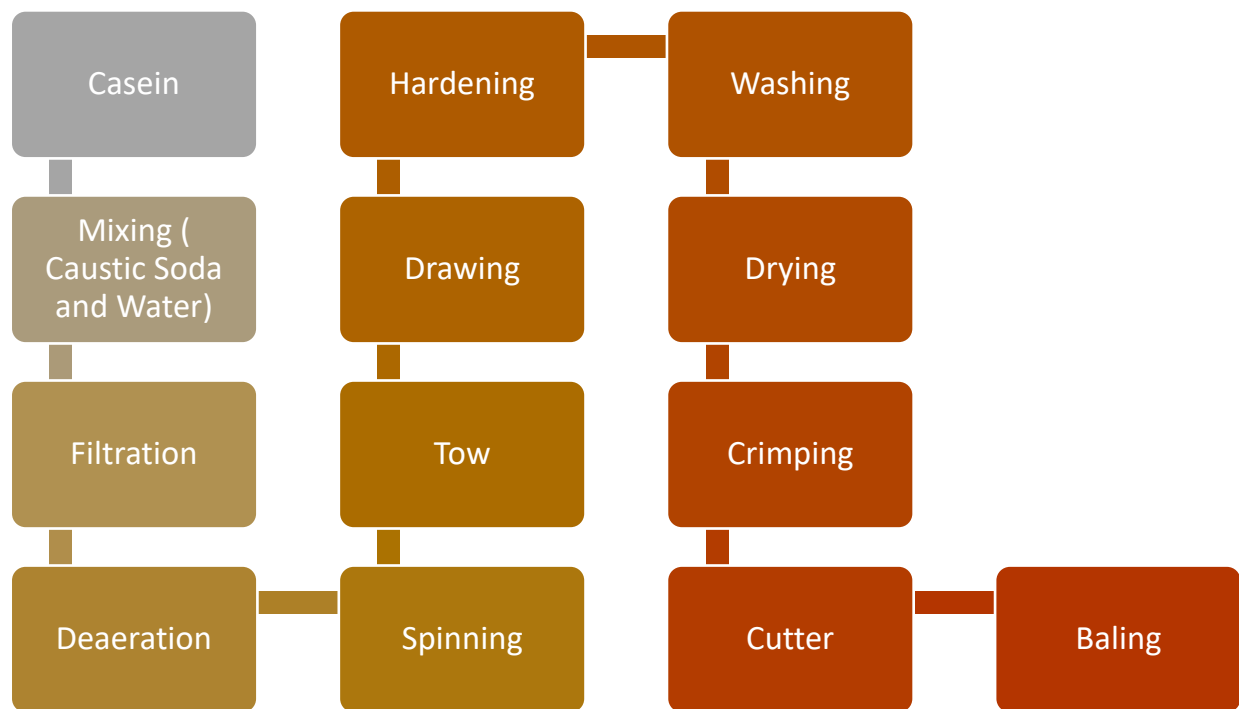 Casein
Mixing (
Caustic Soda
and Water)
Filtration
Deaeration
Spinning
Tow
Drawing
Hardening
Washing
Drying
Crimping
Cutter
Baling